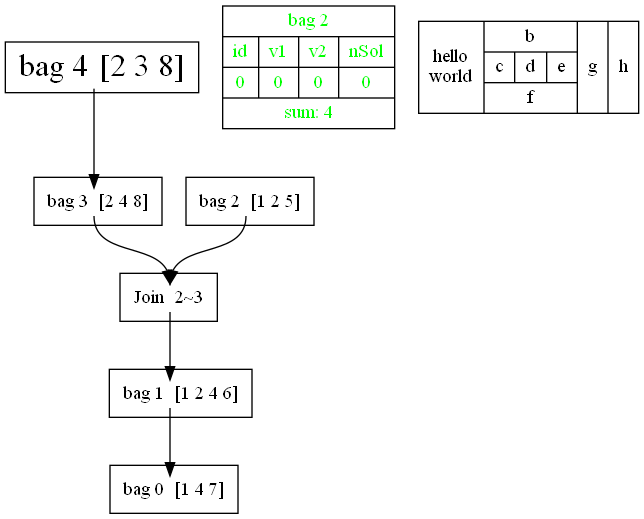 bag 4 [2 3 8]
bag 2
id v1 v2 nSol
0 0 0 0
sum: 4
hello
world
b
c d e
f
g
h
bag 3 [2 4 8]
bag 2 [1 2 5]
Join 2~3
bag 1 [1 2 4 6]
bag 0 [1 4 7]